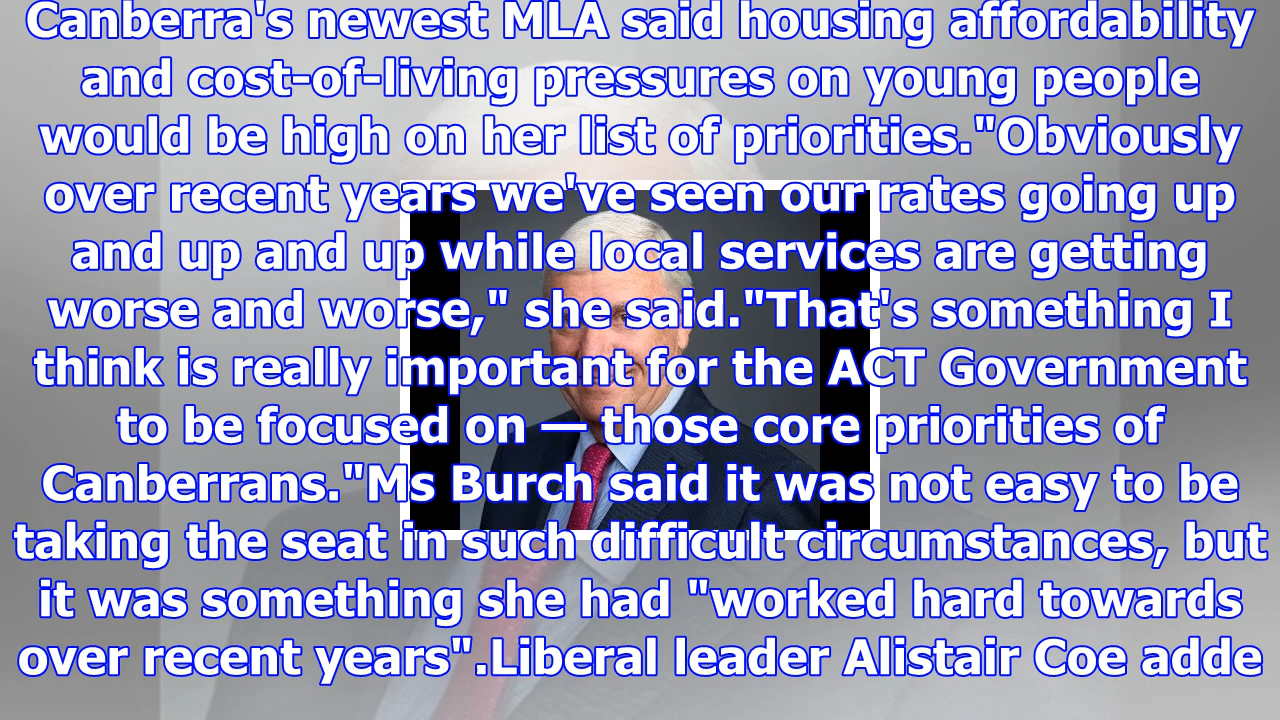 Canberra's newest MLA said housing affordability
and cost-of-living pressures on young people
would be high on her list of priorities."Obviously
over recent years we've seen our rates going up
and up and up while local services are getting
worse and worse," she said."That's something I
think is really important for the ACT Government
to be focused on — those core priorities of
Canberrans."Ms Burch said it was not easy to be
taking the seat in such difficult circumstances, but
it was something she had "worked hard towards
over recent years".Liberal leader Alistair Coe adde